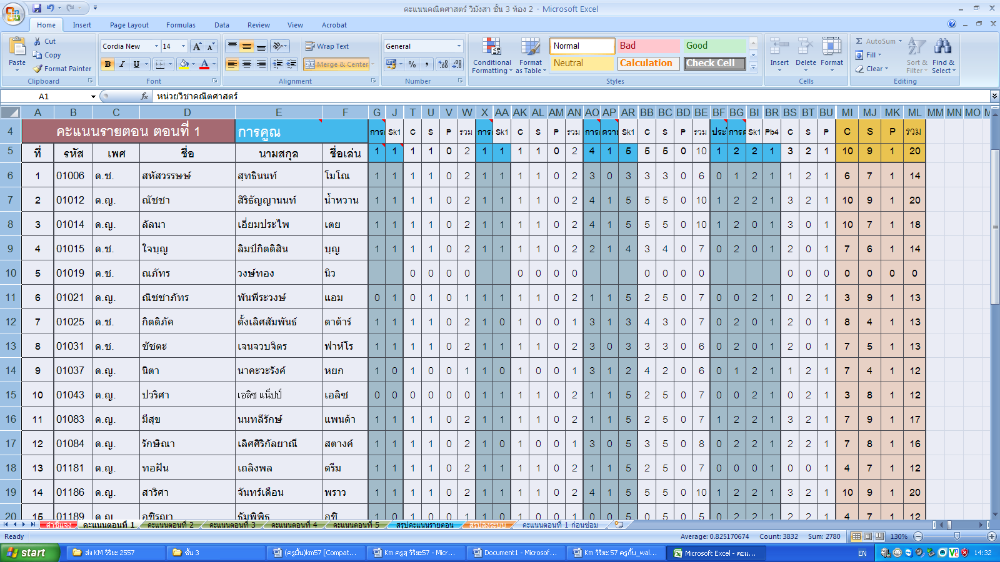 คะแนนคณิตศาสตร์ วิมังสา ชั้น 3 ห้อง 2 - Microsoft Excel
Home Insert Page Layout Formulas Data Review View Acrobat
Paste Cut Copy Format Painter Clipboard
Cordia New 14 B I U A Font
Wrap Text Merge & Center Alignment
General % , Number
Conditional Formatting Format as Table Normal Bad Good Neutral Calculation Check Cell Styles
Insert Delete Format Cells
Σ AutoSum Fill Clear Sort & Filter Find & Select Editing
A1 fx หน่วยวิชาคณิตศาสตร์
A B C D E F G J T U V W X AA AK AL AM AN AO AP AR BB BC BD BE BF BG BI BR BS BT BU MI MJ MK ML MM MN MO
4 คะแนนรายตอน ตอนที่ 1 การคูณ Sk1 C S P รวม Sk1 C S P รวม Sk1 C S P รวม Sk1 Pb4 C S P C S P รวม
5 ที่ รหัส เพศ ชื่อ นามสกุล ชื่อเล่น 1 1 1 1 0 2 1 1 1 1 0 2 4 1 5 5 5 0 10 1 2 2 1 3 2 1 10 9 1 20
6 1 01006 ด.ช. สหัสวรรษษ์ สุทธินนท์ โมโณ 1 1 1 1 0 2 1 1 1 1 0 2 3 0 3 3 3 0 6 0 1 2 1 1 2 1 6 7 1 14
7 2 01012 ด.ญ. ณัชชา สิริธัญญานนท์ น้ำหวาน 1 1 1 1 0 2 1 1 1 1 0 2 4 1 5 5 5 0 10 1 2 2 1 3 2 1 10 9 1 20
8 3 01014 ด.ญ. ลัลนา เอี่ยมประไพ เตย 1 1 1 1 0 2 1 1 1 1 0 2 4 1 5 5 5 0 10 1 2 0 1 3 0 1 10 7 1 18
9 4 01015 ด.ช. ใจบุญ ลิมป์กิตติสิน บุญ 1 1 1 1 0 2 1 1 1 1 0 2 2 1 4 3 4 0 7 0 2 0 1 2 0 1 7 6 1 14
10 5 01019 ด.ช. ณภัทร วงษ์ทอง นิว 0 0 0 0 0 0 0 0 0 0 0 0 0 0 0 0 0 0 0
11 6 01021 ด.ญ. ณิชชาภัทร พันพีระวงษ์ แอม 0 1 0 1 0 1 1 1 1 1 0 2 1 1 5 2 5 0 7 0 0 2 1 0 2 1 3 9 1 13
12 7 01025 ด.ช. กิตติภัค ตั้งเลิศสัมพันธ์ ตาต้าร์ 1 1 1 1 0 2 1 0 1 0 0 1 3 1 3 4 3 0 7 0 2 0 1 2 0 1 8 4 1 13
13 8 01031 ด.ช. ชัชตะ เจนจวบจิตร ฟาห์โร 1 1 1 1 0 2 1 1 1 1 0 2 3 0 3 3 3 0 6 0 2 0 1 2 0 1 7 5 1 13
14 9 01037 ด.ญ. นิตา นาคะวะรังค์ หยก 1 0 1 0 0 1 1 0 1 0 0 1 3 1 2 4 2 0 6 0 1 2 1 1 2 1 7 4 1 12
15 10 01043 ด.ญ. ปวริศา เอลิซ แน็ปป์ เอลิซ 0 0 0 0 0 0 1 1 1 1 0 2 1 1 5 2 5 0 7 0 0 2 1 0 2 1 3 8 1 12
16 11 01083 ด.ญ. มีสุข นนทลีรักษ์ แพนด้า 1 1 1 1 0 2 1 1 1 1 0 2 1 1 5 2 5 0 7 1 2 2 1 3 2 1 7 9 1 17
17 12 01084 ด.ญ. รักษิณา เลิศศิริกัลยาณี สตางค์ 1 1 1 1 0 2 1 0 1 0 0 1 3 0 5 3 5 0 8 0 2 2 1 2 2 1 7 8 1 16
18 13 01181 ด.ญ. ทอฝัน เถลิงพล ดรีม 1 1 1 1 0 2 1 1 1 1 0 2 1 1 5 2 5 0 7 0 0 0 1 0 0 1 4 7 1 12
19 14 01186 ด.ญ. สาริศา จันทร์เดือน พราว 1 1 1 1 0 2 1 1 1 1 0 2 4 1 5 5 5 0 10 1 2 2 1 3 2 1 10 9 1 20
20 15 01189 ด.ญ 1 0 1 0 0 1 1 1 1 1 0 2 0 0 5 0 5 0 5 0 2 0 1 2 0 1 4 7 1 12
คำชี้แจง คะแนนตอนที่ 1 คะแนนตอนที่ 2 คะแนนตอนที่ 3 คะแนนตอนที่ 4 คะแนนตอนที่ 5 สรุปคะแนนรายตอน สรุปลงระบบ คะแนนตอนที่ 1 ก่อนซ่อม
Ready Average: 0.825170674 Count: 3832 Sum: 2780 130%
start ส่ง KM วิริยะ 2557 ชั้น 3 (ครูมิ้น)km57 [Compat... Km ครูสุ วิริยะ57 - Micr... Document1 - Microsof... Km วิริยะ 57 ครูกิ๊บ_wal... Microsoft Excel - คะแ... EN 14:32